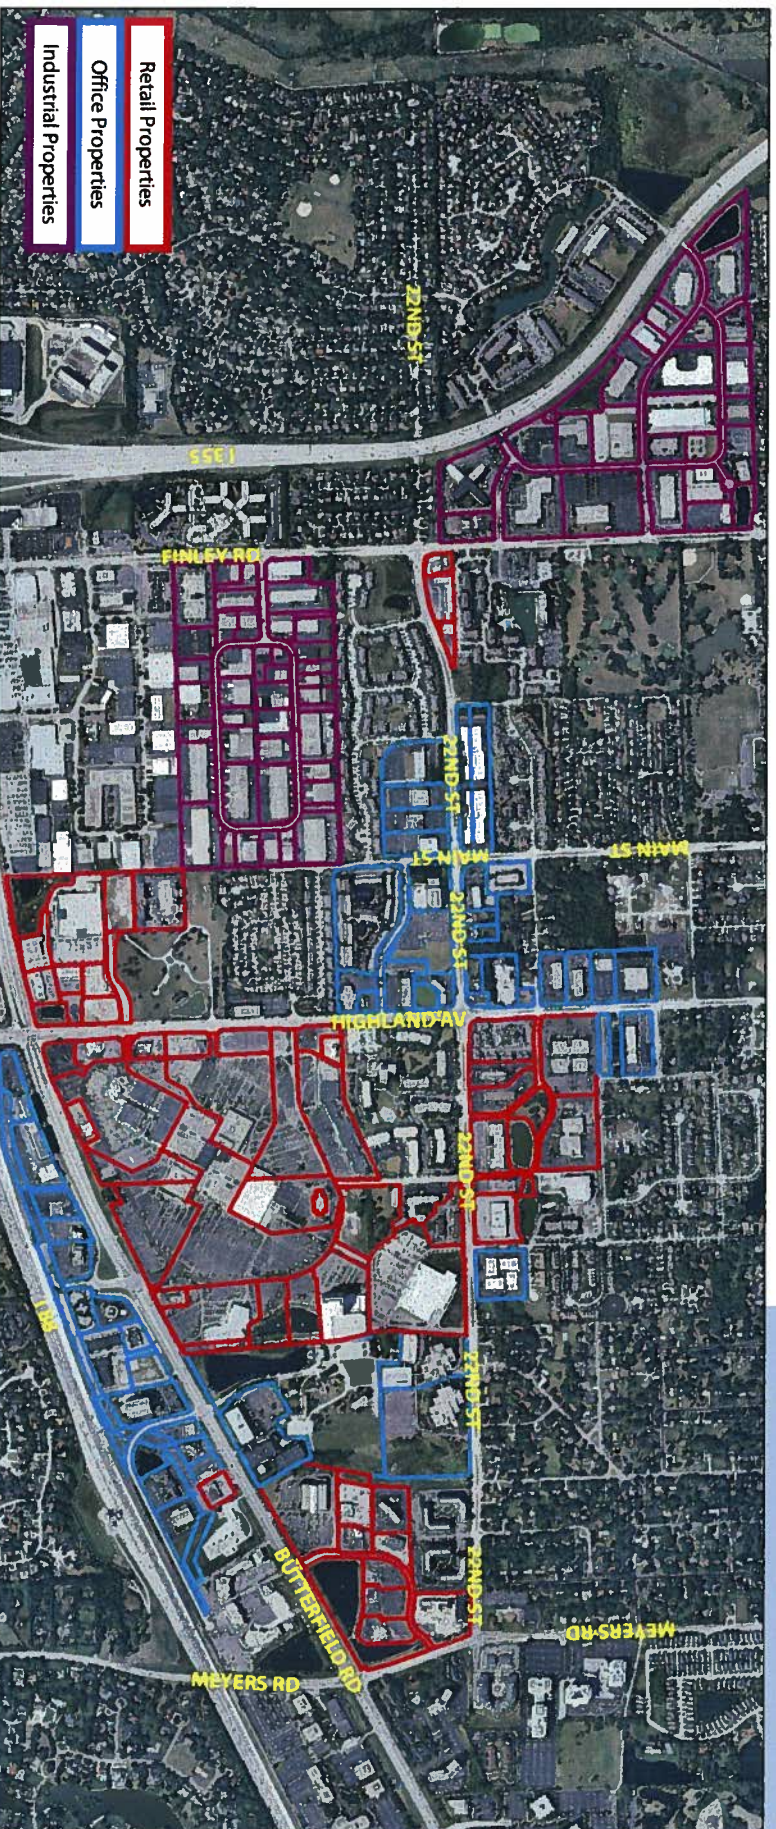 Retail Properties
Office Properties
Industrial Properties
22ND ST
I 355
FINLEY RD
22ND ST
MAIN ST
MAIN ST
22ND ST
HIGHLAND AV
22ND ST
I 88
22ND ST
22ND ST
BUTTERFIELD RD
MEYERS RD
MEYERS RD